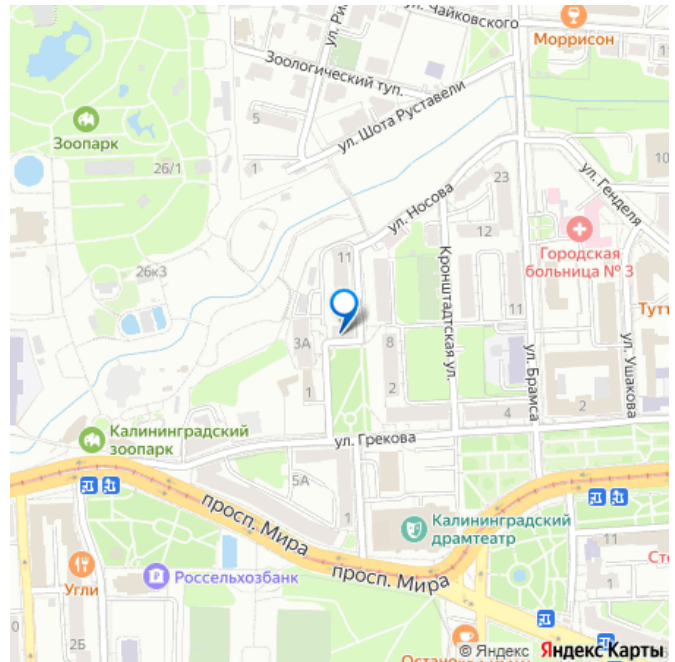 ул. Чайковского
Моррисон
11
Зоологический туп.
5
ул. Шота Руставели
Зоопарк
26/1
1
10
ул. Генделя
23
ул. Носова
12
Городская
больница № 3
11
26к3
Кронштадтская ул.
11
3А
8
ул. Брамса
ул. Ушакова
1
2
4
2
Калининградский
зоопарк
ул. Грекова
5А
просп. Мира
1
Калининградский
драмтеатр
11
Угли
Россельхозбанк
просп. Мира
2Б
© Яндекс Яндекс Карты